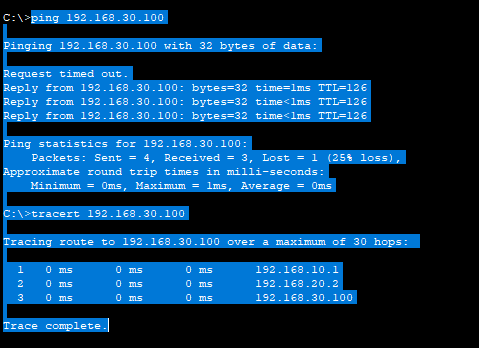 C:\>ping 192.168.30.100
Pinging 192.168.30.100 with 32 bytes of data:
Request timed out.
Reply from 192.168.30.100: bytes=32 time=1ms TTL=126
Reply from 192.168.30.100: bytes=32 time<1ms TTL=126
Reply from 192.168.30.100: bytes=32 time<1ms TTL=126
Ping statistics for 192.168.30.100:
    Packets: Sent = 4, Received = 3, Lost = 1 (25% loss),
Approximate round trip times in milli-seconds:
    Minimum = 0ms, Maximum = 1ms, Average = 0ms
C:\>tracert 192.168.30.100
Tracing route to 192.168.30.100 over a maximum of 30 hops:
  1   0 ms      0 ms      0 ms      192.168.10.1
  2   0 ms      0 ms      0 ms      192.168.20.2
  3   0 ms      0 ms      0 ms      192.168.30.100
Trace complete.